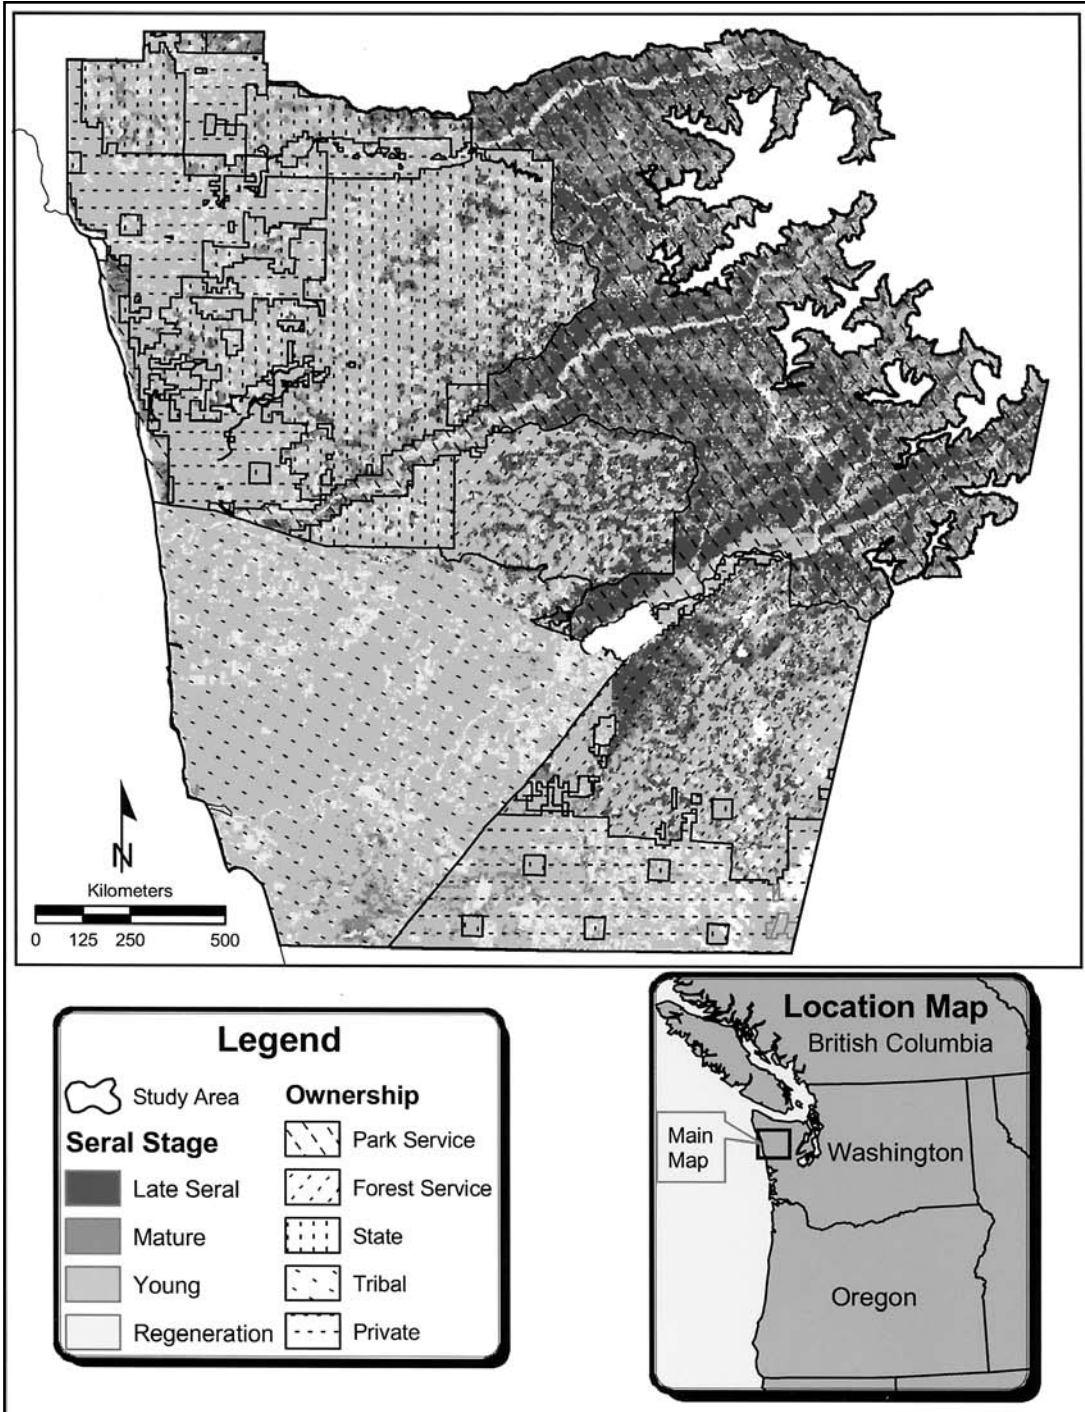 N
Kilometers
0 125 250 500
Legend
Study Area
Seral Stage
Late Seral
Mature
Young
Regeneration
Ownership
Park Service
Forest Service
State
Tribal
Private
Location Map
British Columbia
Main
Map
Washington
Oregon